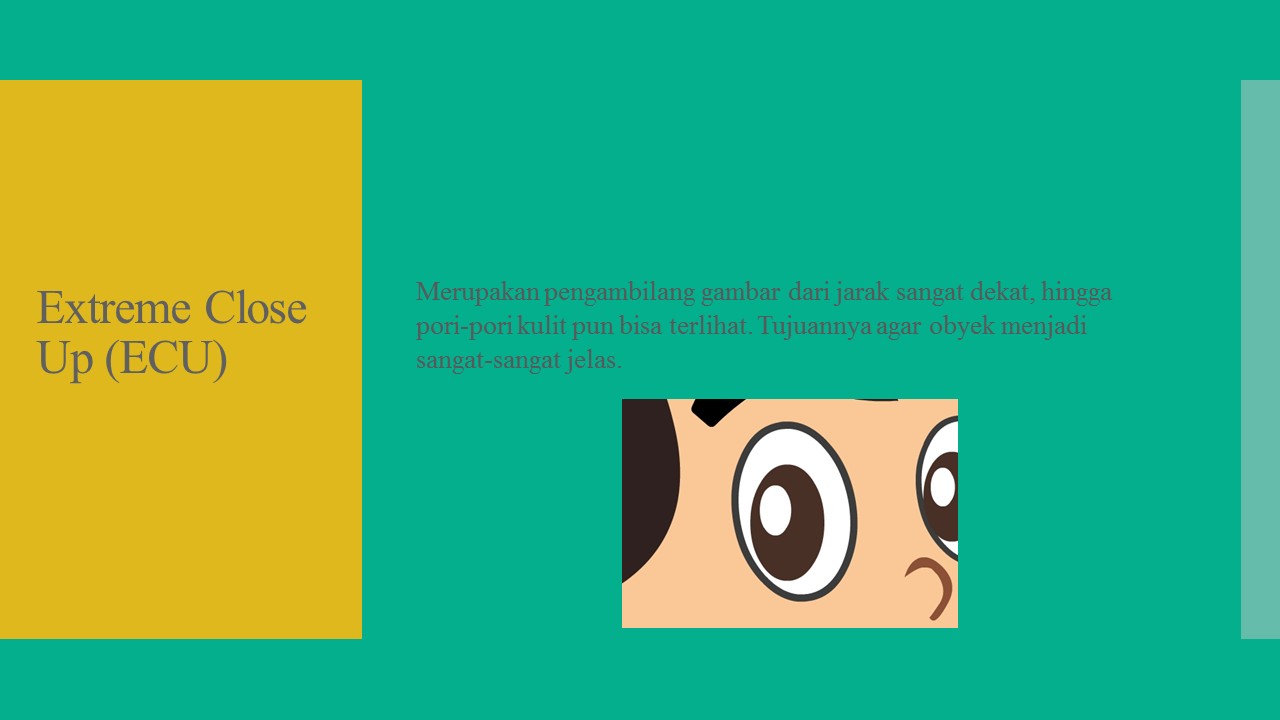 Extreme Close
Up (ECU)
Merupakan pengambilang gambar dari jarak sangat dekat, hingga
pori-pori kulit pun bisa terlihat. Tujuannya agar obyek menjadi
sangat-sangat jelas.